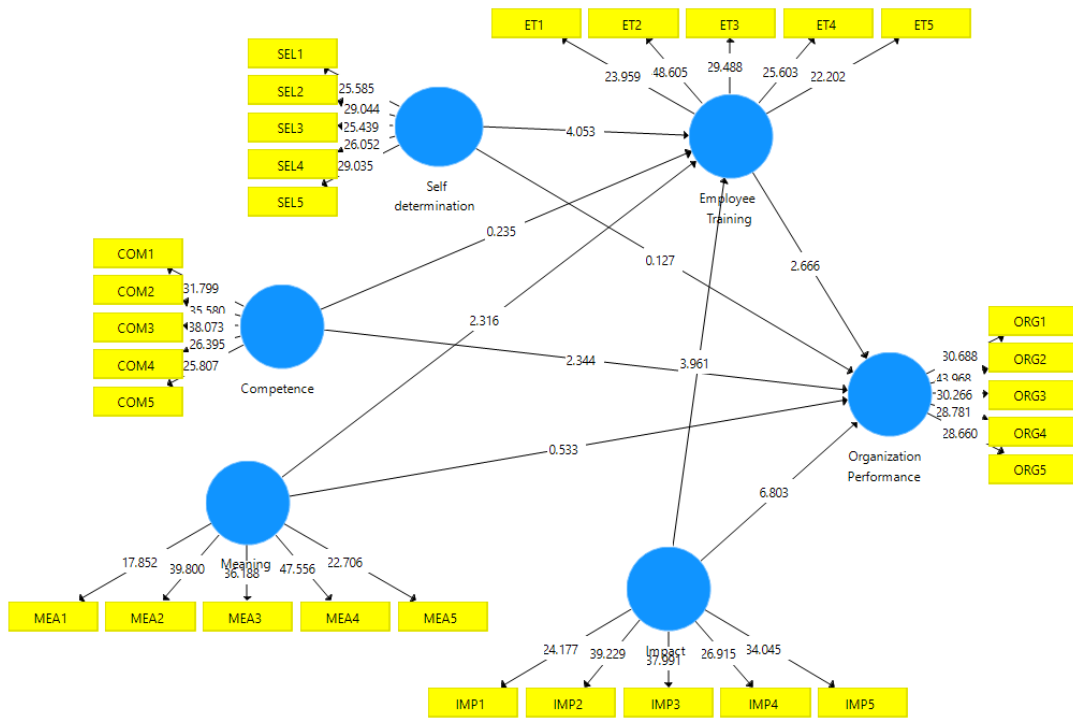 ET1
ET2
ET3
ET4
ET5
23.959
48.605
29.488
25.603
22.202
SEL1
SEL2
SEL3
SEL4
SEL5
25.585
29.044
25.439
26.052
29.035
Self
determination
4.053
Employee
Training
0.235
0.127
2.666
COM1
COM2
COM3
COM4
COM5
31.799
35.580
38.073
26.395
25.807
Competence
2.316
2.344
3.961
ORG1
ORG2
ORG3
ORG4
ORG5
30.688
43.968
30.266
28.781
28.660
Organization
Performance
0.533
6.803
Meaning
17.852
39.800
36.188
47.556
22.706
MEA1
MEA2
MEA3
MEA4
MEA5
Impact
24.177
39.229
37.991
26.915
34.045
IMP1
IMP2
IMP3
IMP4
IMP5